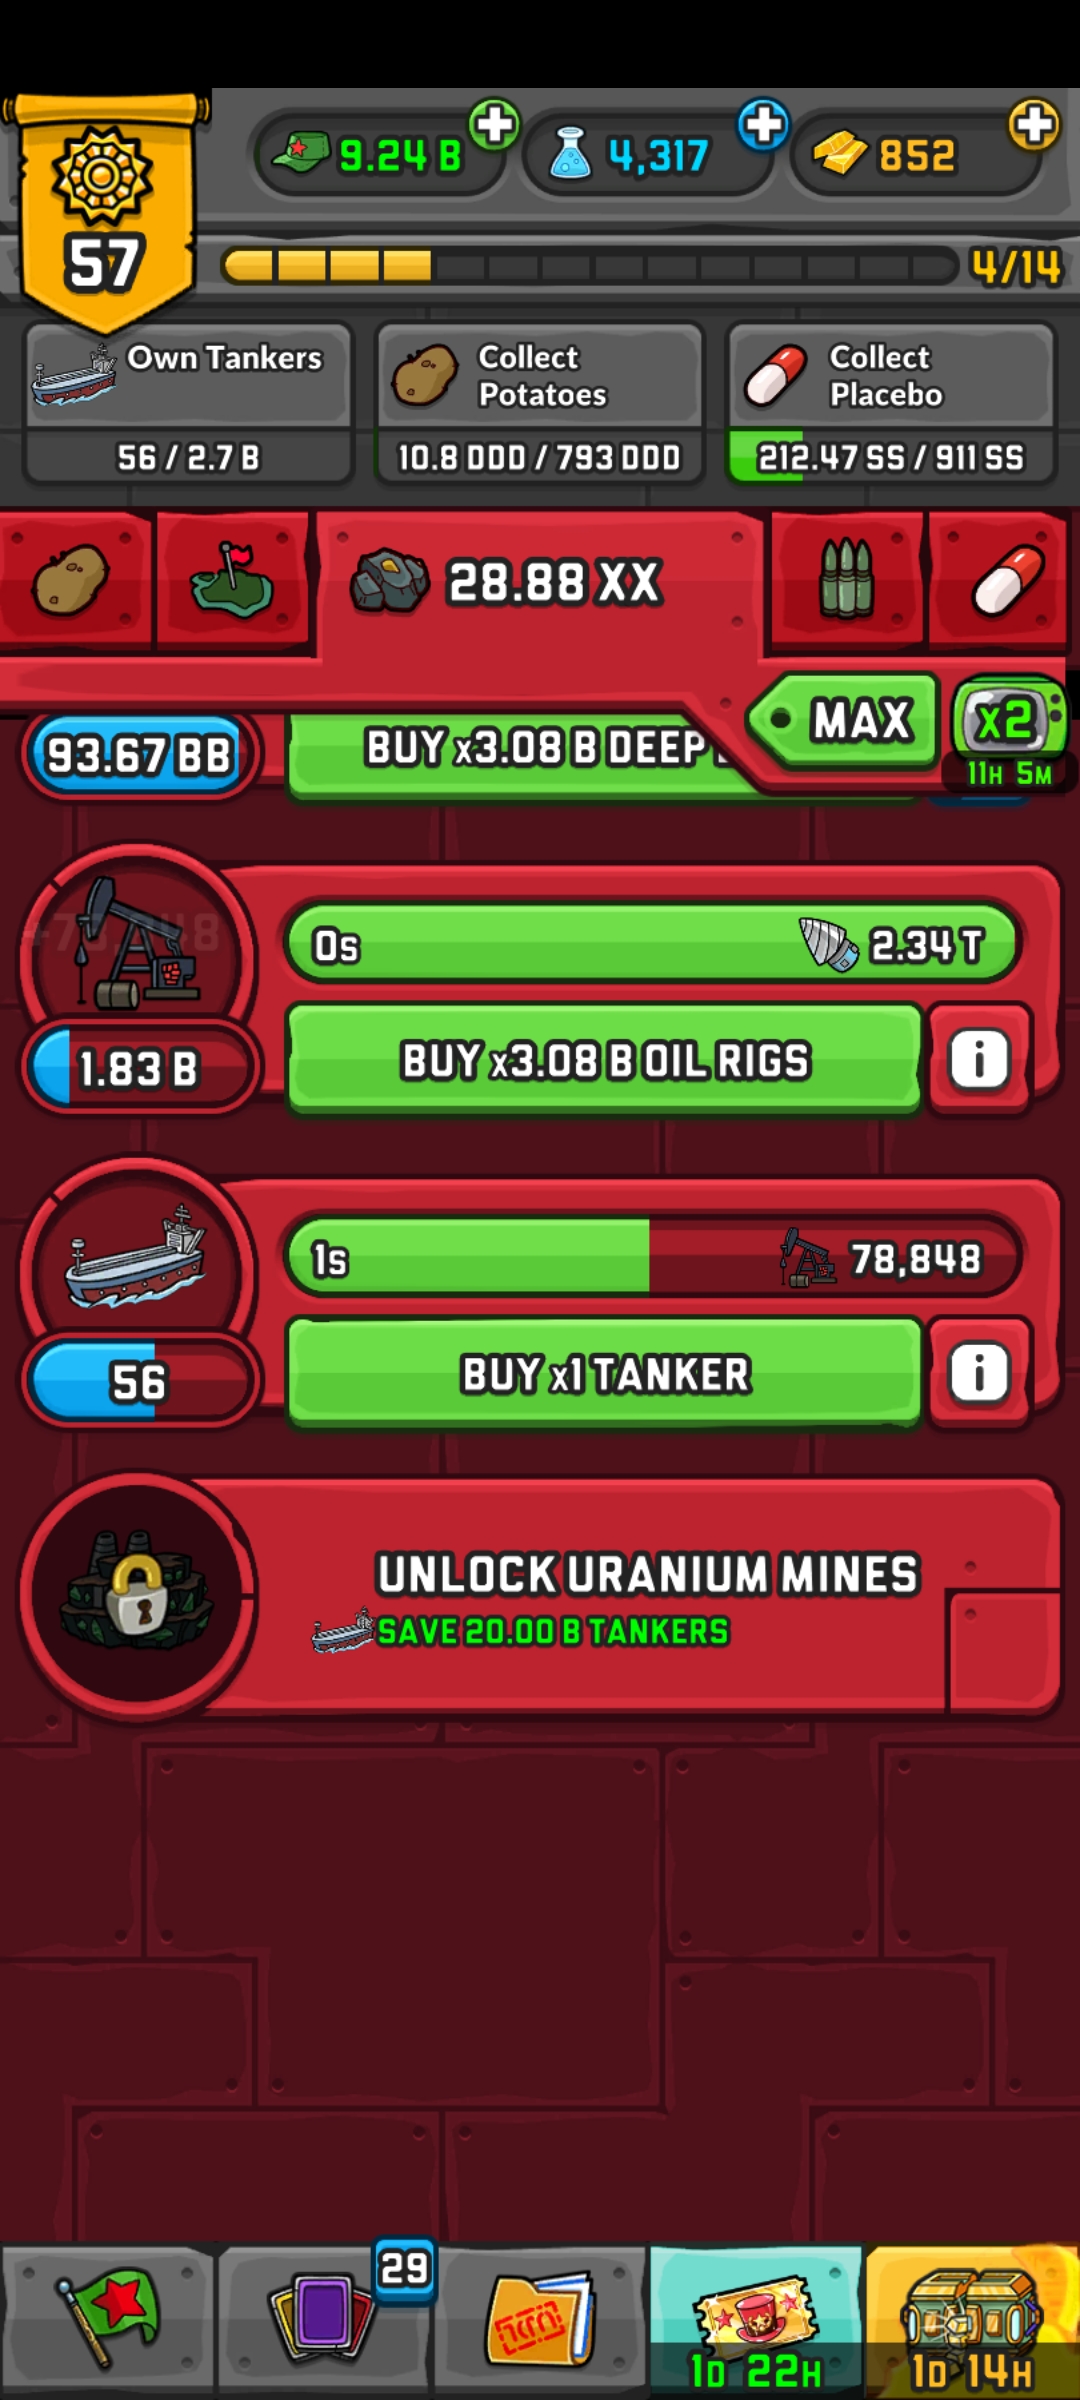 9.24 B
4,317
852
57
4/14
Own Tankers
Collect
Potatoes
Collect
Placebo
56 / 2.7 B
10.8 DDD / 793 DDD
212.47 SS / 911 SS
28.88 XX
MAX
x2
11H 5M
93.67 BB
BUY x3.08 B DEEP
0s
2.34 T
1.83 B
BUY x3.08 B OIL RIGS
i
1s
78,848
56
BUY x1 TANKER
i
UNLOCK URANIUM MINES
SAVE 20.00 B TANKERS
29
1D 22H
1D 14H